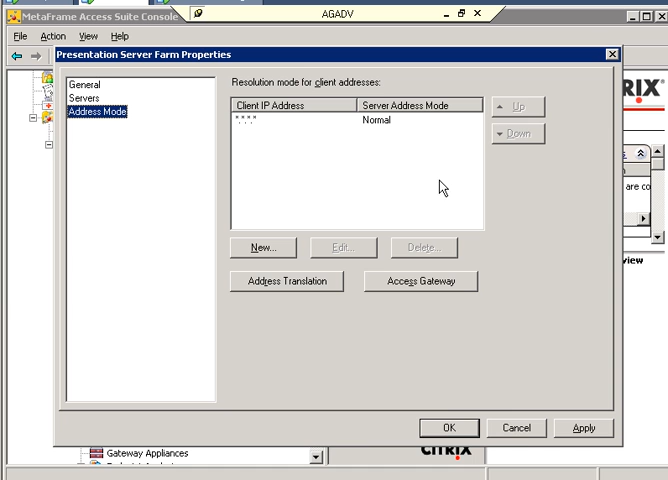 MetaFrame Access Suite Console
AGADV
File Action View Help
Presentation Server Farm Properties
General
Servers
Address Mode
Resolution mode for client addresses:
Client IP Address Server Address Mode
*.*.*.* Normal
Up
Down
New... Edit... Delete...
Address Translation Access Gateway
RIX
are co
view
OK Cancel Apply
Gateway Appliances
CITRIX